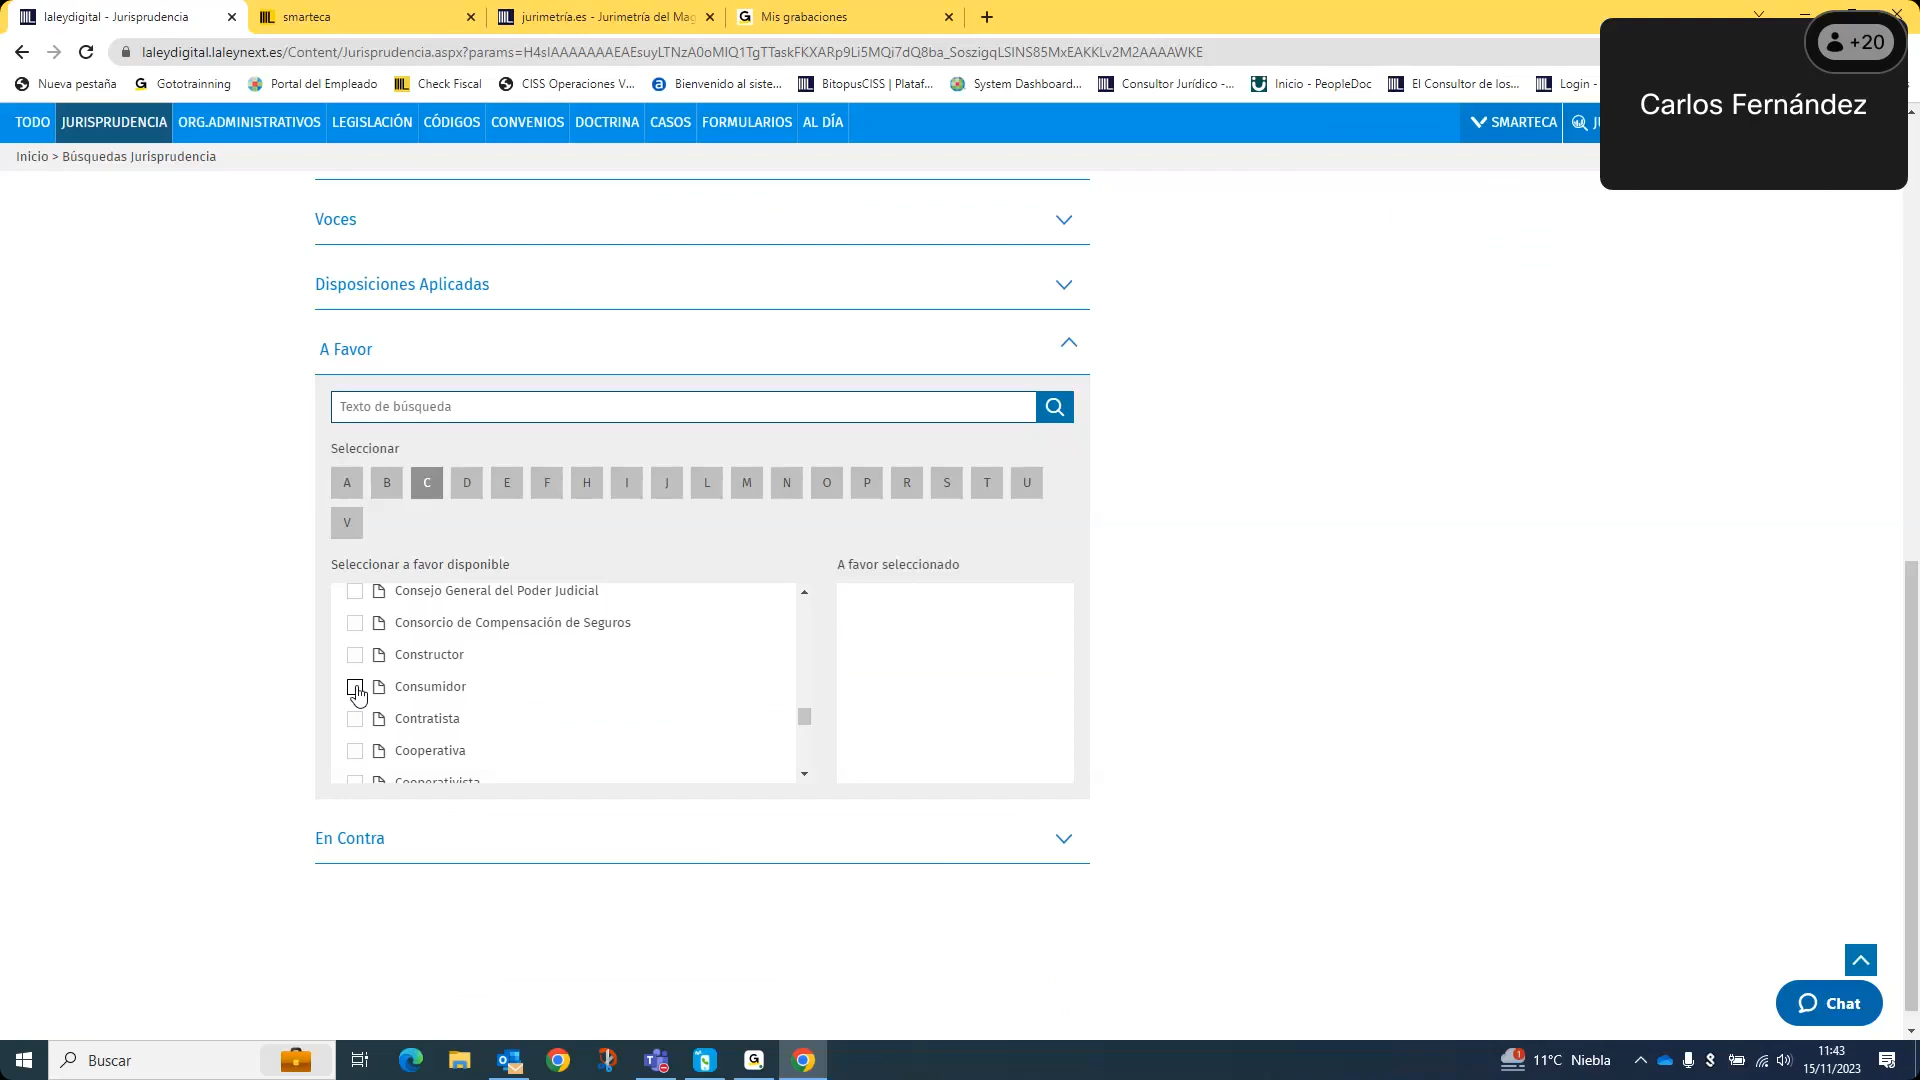 laleydigital - Jurisprudencia
smarteca
jurimetría.es - Jurimetría del Mag
Mis grabaciones
+20
laleydigital.laleynext.es/Content/Jurisprudencia.aspx?params=H4sIAAAAAAAEAEsuyLTNzA0oMIQ1TgTTaskFKXARp9Li5MQi7dQ8ba_SoszigqLSlNS85MxEAKKLv2M2AAAAWKE
Carlos Fernández
Nueva pestaña
Gototrainning
Portal del Empleado
Check Fiscal
CISS Operaciones V...
Bienvenido al siste...
BitopusCISS | Plataf...
System Dashboard...
Consultor Jurídico -...
Inicio - PeopleDoc
El Consultor de los...
Login -
TODO
JURISPRUDENCIA
ORG.ADMINISTRATIVOS
LEGISLACIÓN
CÓDIGOS
CONVENIOS
DOCTRINA
CASOS
FORMULARIOS
AL DÍA
SMARTECA
Inicio > Búsquedas Jurisprudencia
Voces
Disposiciones Aplicadas
A Favor
Texto de búsqueda
Seleccionar
A B C D E F H I J L M N O P R S T U
V
Seleccionar a favor disponible
A favor seleccionado
Consejo General del Poder Judicial
Consorcio de Compensación de Seguros
Constructor
Consumidor
Contratista
Cooperativa
Cooperativista
En Contra
Chat
Buscar
11°C Niebla
11:43
15/11/2023